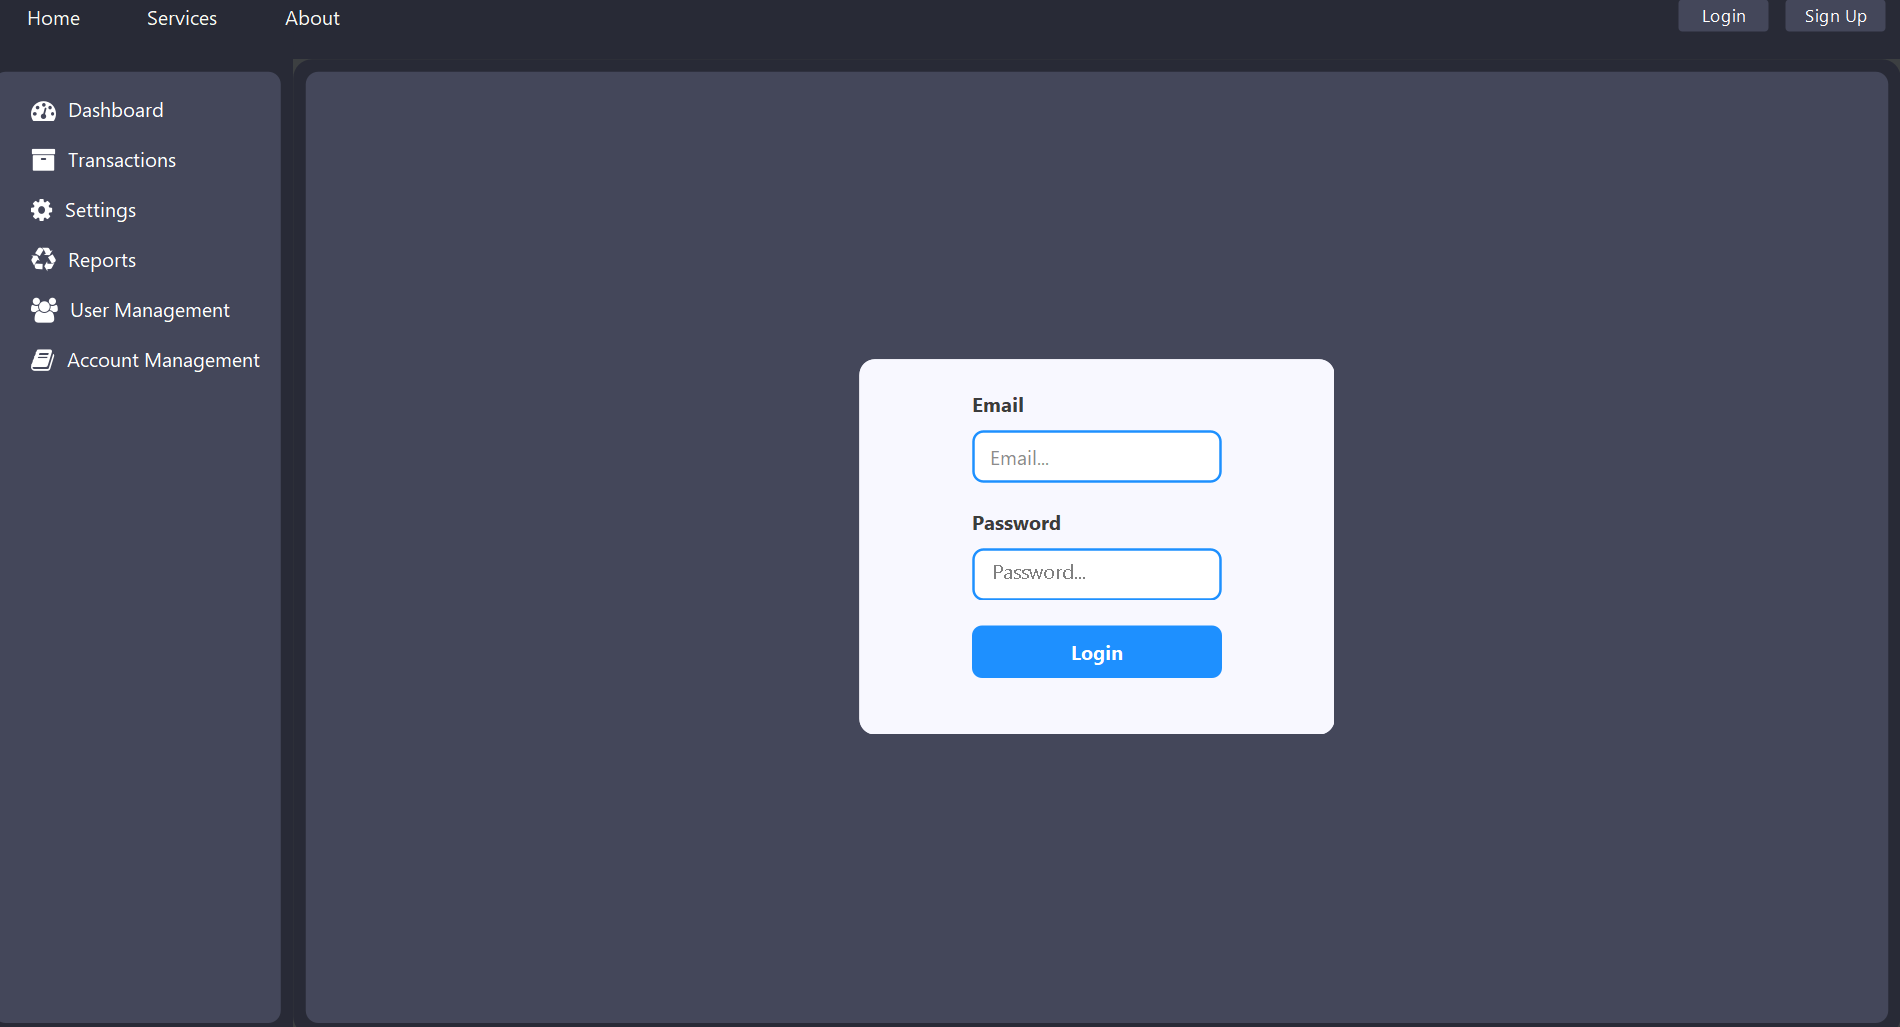 Home Services About Login Sign Up
Dashboard
Transactions
Settings
Reports
User Management
Account Management
Email
Email...
Password
Password...
Login